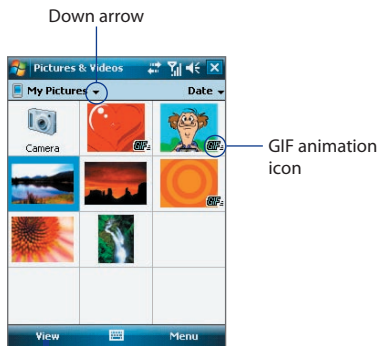 Down arrow
Pictures & Videos
My Pictures
Date
Camera
GIF
GIF
GIF animation
icon
GIF
View
Menu